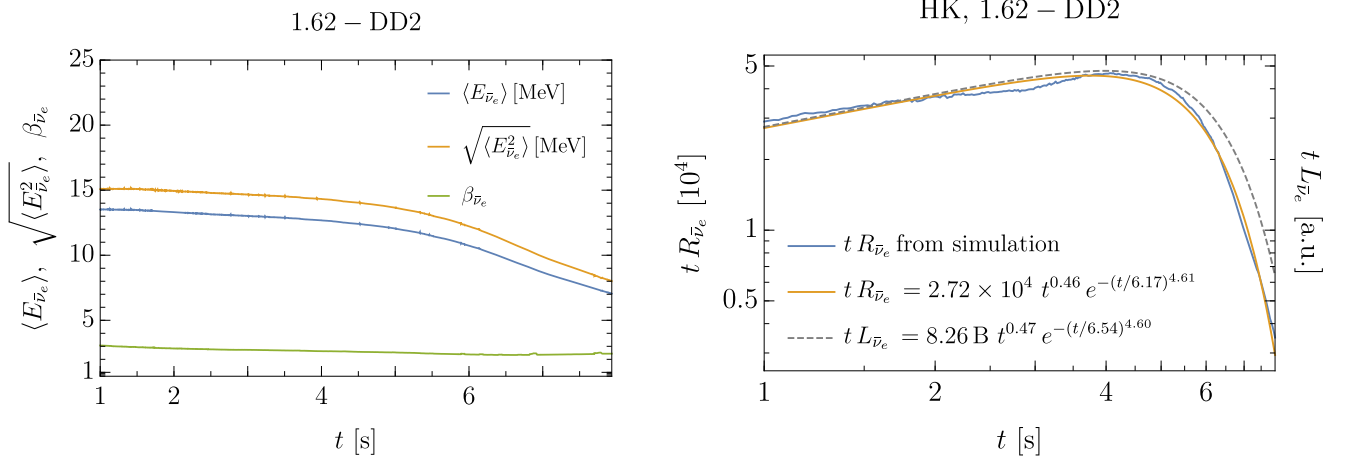 1.62 − DD2
⟨E_ν̄ₑ⟩, √⟨E²_ν̄ₑ⟩, β_ν̄ₑ
25
20
15
10
5
1
⟨E_ν̄ₑ⟩ [MeV]
√⟨E²_ν̄ₑ⟩ [MeV]
β_ν̄ₑ
1 2 4 6
t [s]
HK, 1.62 − DD2
t R_ν̄ₑ [10⁴]
5
1
0.5
t R_ν̄ₑ from simulation
t R_ν̄ₑ = 2.72 × 10⁴ t^0.46 e^−(t/6.17)^4.61
t L_ν̄ₑ = 8.26 B t^0.47 e^−(t/6.54)^4.60
1 2 4 6
t [s]
t L_ν̄ₑ [a.u.]